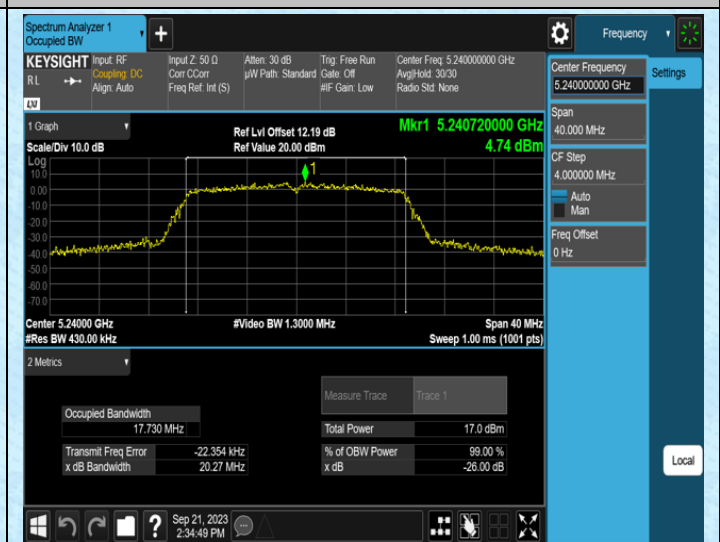 Spectrum Analyzer 1
Occupied BW
+
Frequency
KEYSIGHT
RL
LXI
Input: RF
Coupling: DC
Align: Auto
Input Z: 50 Ω
Corr CCorr
Freq Ref: Int (S)
Atten: 30 dB
µW Path: Standard
Trig: Free Run
Gate: Off
#IF Gain: Low
Center Freq: 5.240000000 GHz
Avg|Hold: 30/30
Radio Std: None
1 Graph
Scale/Div 10.0 dB
Ref Lvl Offset 12.19 dB
Ref Value 20.00 dBm
Mkr1 5.240720000 GHz
4.74 dBm
Log
10.0
0.00
-10.0
-20.0
-30.0
-40.0
-50.0
-60.0
-70.0
1
Center 5.24000 GHz
#Res BW 430.00 kHz
#Video BW 1.3000 MHz
Span 40 MHz
Sweep 1.00 ms (1001 pts)
2 Metrics
Measure Trace
Trace 1
Occupied Bandwidth
17.730 MHz
Total Power
17.0 dBm
Transmit Freq Error
-22.354 kHz
% of OBW Power
99.00 %
x dB Bandwidth
20.27 MHz
x dB
-26.00 dB
Center Frequency
5.240000000 GHz
Settings
Span
40.000 MHz
CF Step
4.000000 MHz
Auto
Man
Freq Offset
0 Hz
Local
?
Sep 21, 2023
2:34:49 PM